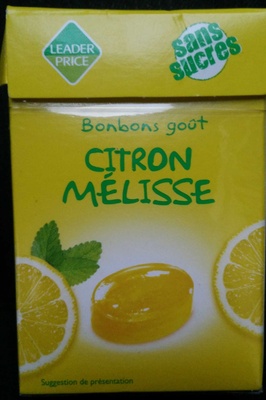 LEADER
PRICE
sans
sucres
Bonbons goût
CITRON
MÉLISSE
Suggestion de présentation